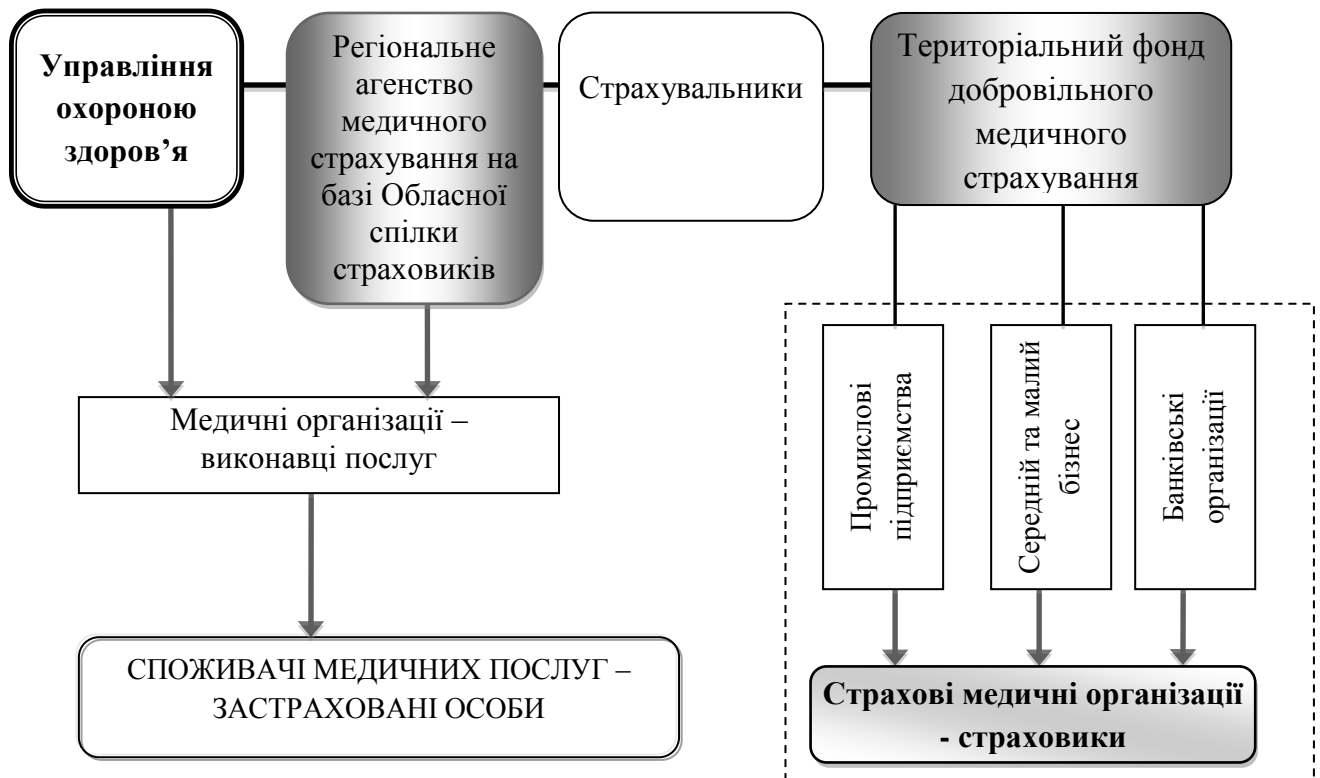 Управління
охороною
здоров’я
Регіональне
агенство
медичного
страхування на
базі Обласної
спілки
страховиків
Страхувальники
Територіальний фонд
добровільного
медичного
страхування
Медичні організації –
виконавці послуг
Промислові
підприємства
Середній та малий
бізнес
Банківські
організації
СПОЖИВАЧІ МЕДИЧНИХ ПОСЛУГ –
ЗАСТРАХОВАНІ ОСОБИ
Страхові медичні організації
- страховики